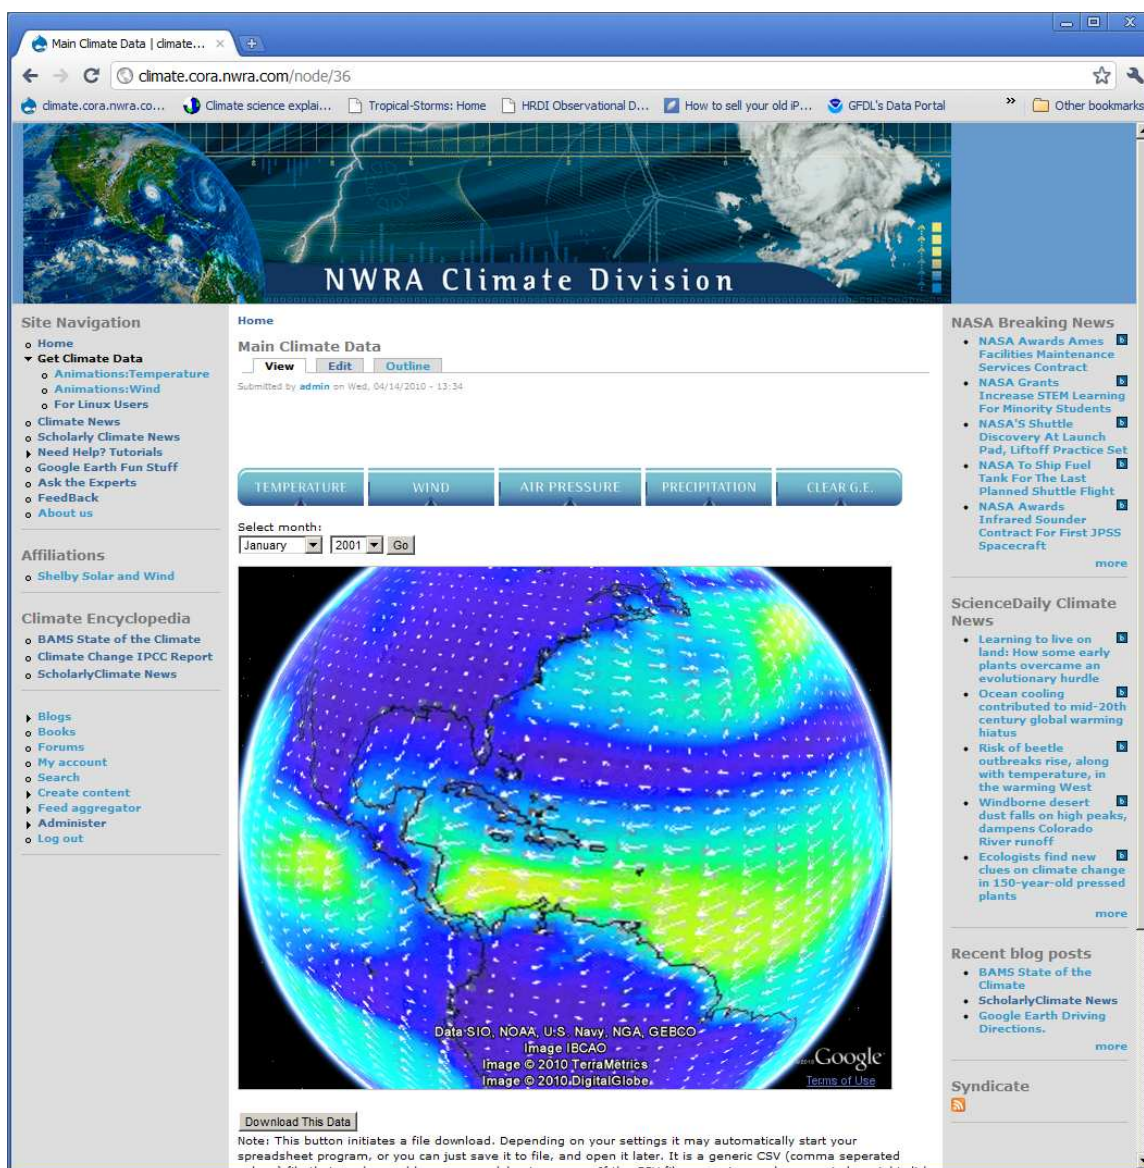 Main Climate Data | climate...
climate.cora.nwra.com/node/36
climate.cora.nwra.co...
Climate science explai...
Tropical-Storms: Home
HRDI Observational D...
How to sell your old iP...
GFDL's Data Portal
»
Other bookmarks
NWRA Climate Division
Site Navigation
Home
Get Climate Data
Animations:Temperature
Animations:Wind
For Linux Users
Climate News
Scholarly Climate News
Need Help? Tutorials
Google Earth Fun Stuff
Ask the Experts
FeedBack
About us
Affiliations
Shelby Solar and Wind
Climate Encyclopedia
BAMS State of the Climate
Climate Change IPCC Report
ScholarlyClimate News
Blogs
Books
Forums
My account
Search
Create content
Feed aggregator
Administer
Log out
Home
Main Climate Data
View Edit Outline
Submitted by admin on Wed, 04/14/2010 - 13:34
TEMPERATURE WIND AIR PRESSURE PRECIPITATION CLEAR G.E.
Select month:
January 2001 Go
Data SIO, NOAA, U.S. Navy, NGA, GEBCO
Image IBCAO
Image © 2010 TerraMetrics
Image © 2010 DigitalGlobe
Google
Terms of Use
Download This Data
Note: This button initiates a file download. Depending on your settings it may automatically start your
spreadsheet program, or you can just save it to file, and open it later. It is a generic CSV (comma seperated
NASA Breaking News
NASA Awards Ames
Facilities Maintenance
Services Contract
NASA Grants
Increase STEM Learning
For Minority Students
NASA'S Shuttle
Discovery At Launch
Pad, Liftoff Practice Set
NASA To Ship Fuel
Tank For The Last
Planned Shuttle Flight
NASA Awards
Infrared Sounder
Contract For First JPSS
Spacecraft
more
ScienceDaily Climate
News
Learning to live on
land: How some early
plants overcame an
evolutionary hurdle
Ocean cooling
contributed to mid-20th
century global warming
hiatus
Risk of beetle
outbreaks rise, along
with temperature, in
the warming West
Windborne desert
dust falls on high peaks,
dampens Colorado
River runoff
Ecologists find new
clues on climate change
in 150-year-old pressed
plants
more
Recent blog posts
BAMS State of the
Climate
ScholarlyClimate News
Google Earth Driving
Directions.
more
Syndicate